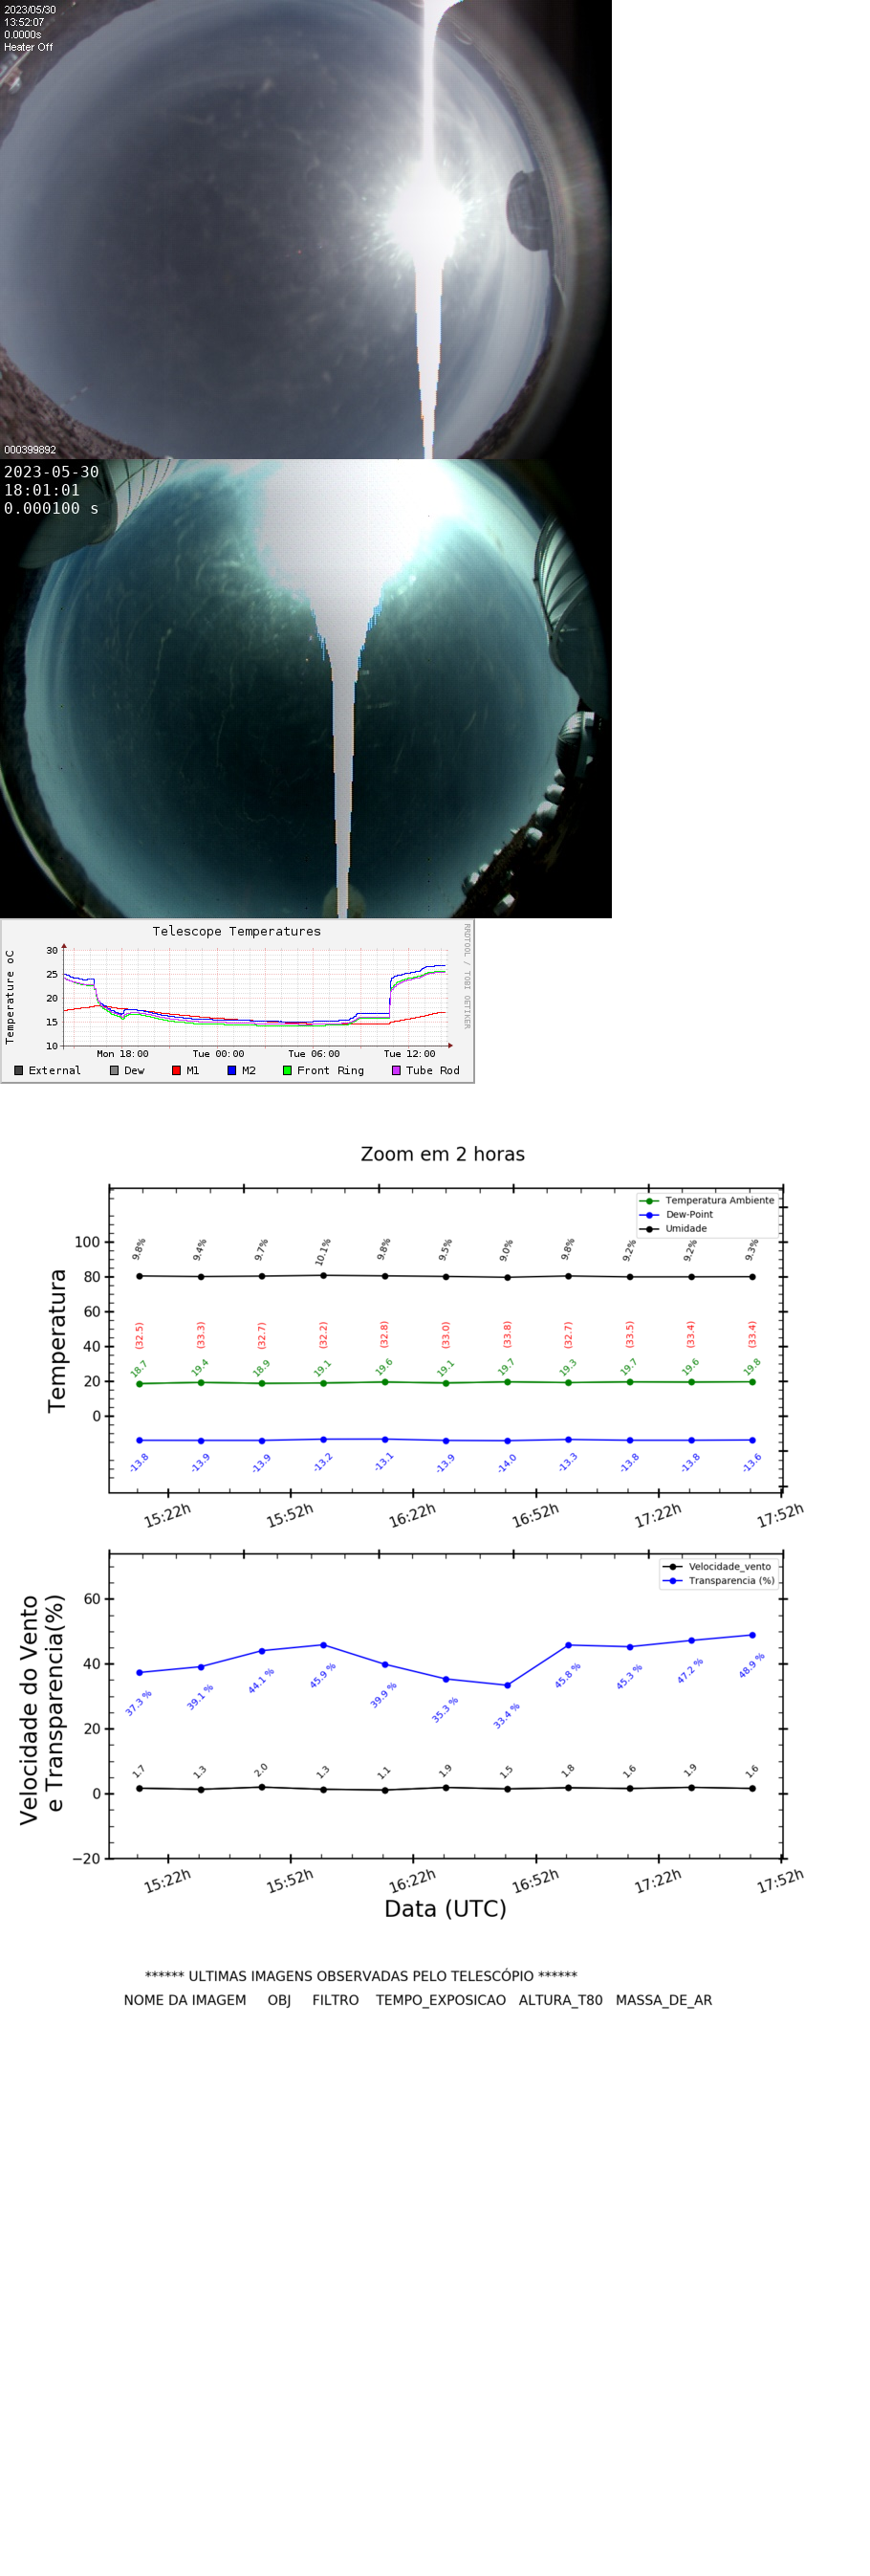 2023/05/30
13:52:07
0.0000s
Heater Off
000399892
2023-05-30
18:01:01
0.000100 s
Telescope Temperatures
RRDTOOL / TOBI OETIKER
Temperature oC
30
25
20
15
10
Mon 18:00 Tue 00:00 Tue 06:00 Tue 12:00
External Dew M1 M2 Front Ring Tube Rod
Zoom em 2 horas
Temperatura
Temperatura Ambiente
Dew-Point
Umidade
100
80
60
40
20
0
9.8% 9.4% 9.7% 10.1% 9.8% 9.5% 9.0% 9.8% 9.2% 9.2% 9.3%
(32.5) (33.3) (32.7) (32.2) (32.8) (33.0) (33.8) (32.7) (33.5) (33.4) (33.4)
18.7 19.4 18.9 19.1 19.6 19.1 19.7 19.3 19.7 19.6 19.8
-13.8 -13.9 -13.9 -13.2 -13.1 -13.9 -14.0 -13.3 -13.8 -13.8 -13.6
15:22h 15:52h 16:22h 16:52h 17:22h 17:52h
Velocidade do Vento
e Transparencia(%)
Velocidade_vento
Transparencia (%)
60
40
20
0
−20
37.3 % 39.1 % 44.1 % 45.9 % 39.9 % 35.3 % 33.4 % 45.8 % 45.3 % 47.2 % 48.9 %
1.7 1.3 2.0 1.3 1.1 1.9 1.5 1.8 1.6 1.9 1.6
15:22h 15:52h 16:22h 16:52h 17:22h 17:52h
Data (UTC)
****** ULTIMAS IMAGENS OBSERVADAS PELO TELESCÓPIO ******
NOME DA IMAGEM OBJ FILTRO TEMPO_EXPOSICAO ALTURA_T80 MASSA_DE_AR